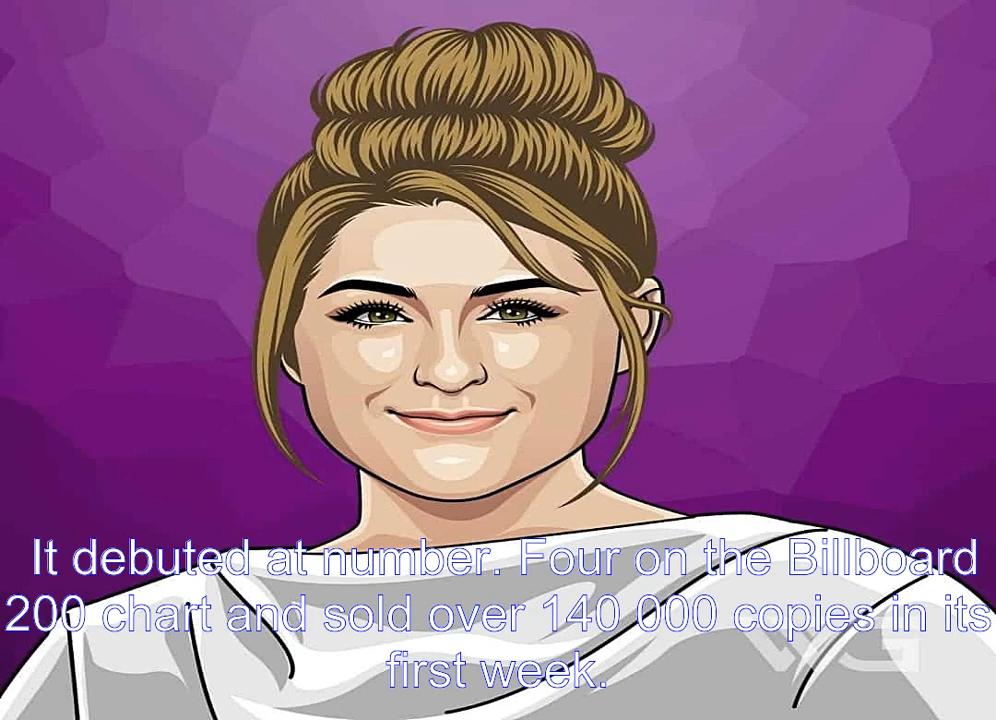 It debuted at number. Four on the Billboard
200 chart and sold over 140 000 copies in its
first week.
WG